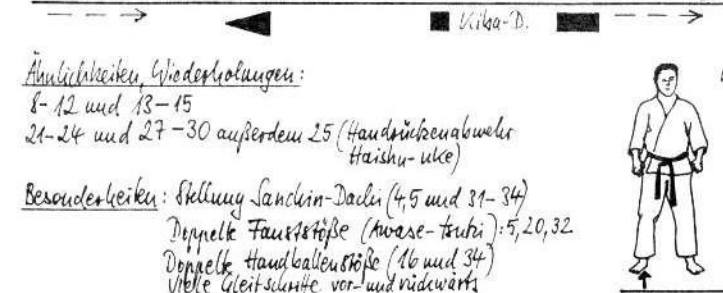 Kiba-D.
Ähnlichkeiten, Wiederholungen:
8-12 und 13-15
21-24 und 27-30 außerdem 25 (Handrückenabwehr
Haishu-uke)
Besonderheiten: Stellung Sanchin-Dachi (4,5 und 31-34)
Doppelte Fauststöße (Awase-tsuki): 5, 20, 32
Doppelte Handballenstöße (16 und 34)
Viele Gleitschritte vor- und rückwärts